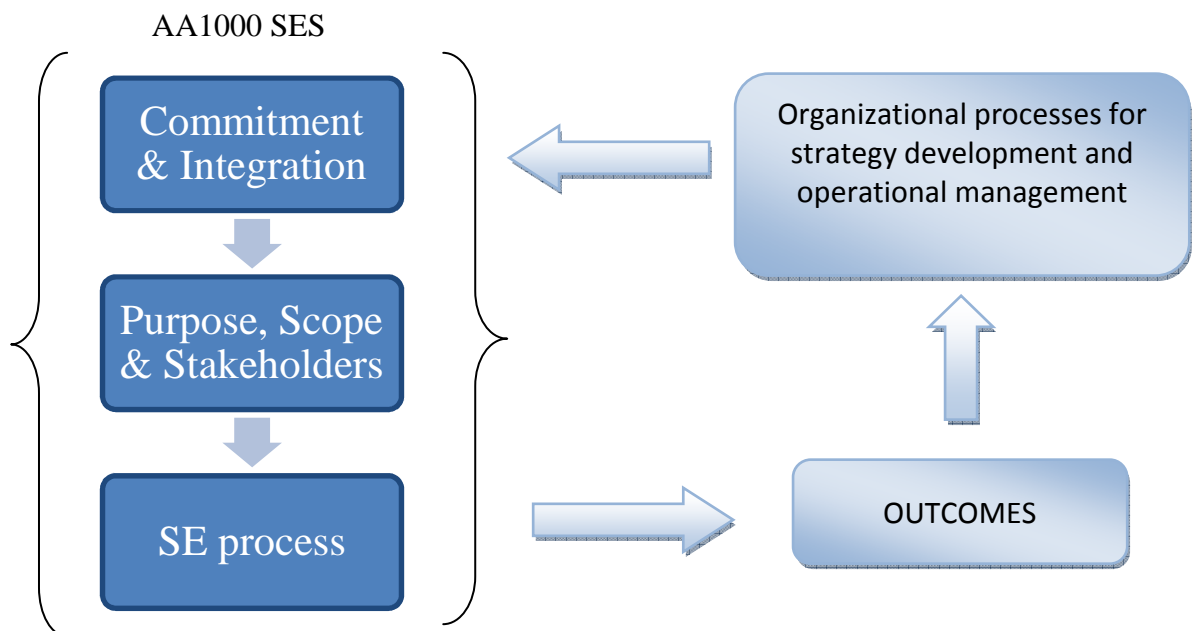 AA1000 SES
Commitment
& Integration
Purpose, Scope
& Stakeholders
SE process
Organizational processes for
strategy development and
operational management
OUTCOMES